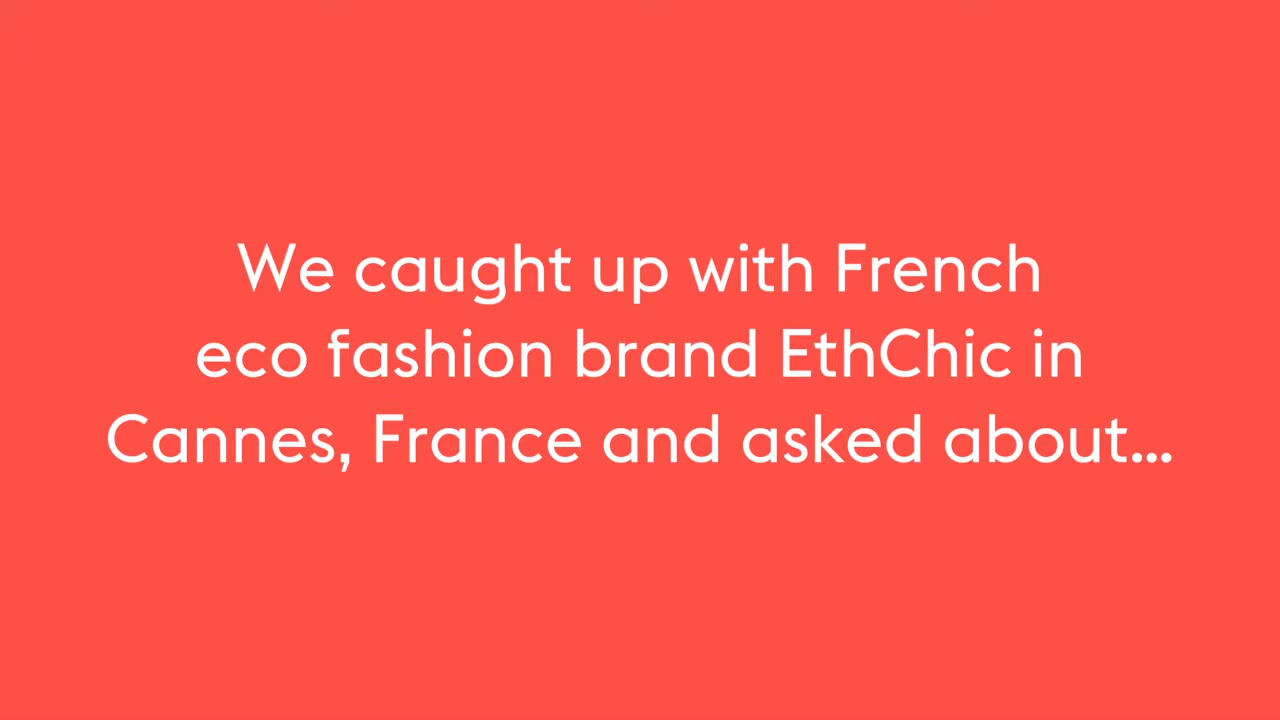 We caught up with French
eco fashion brand EthChic in
Cannes, France and asked about...